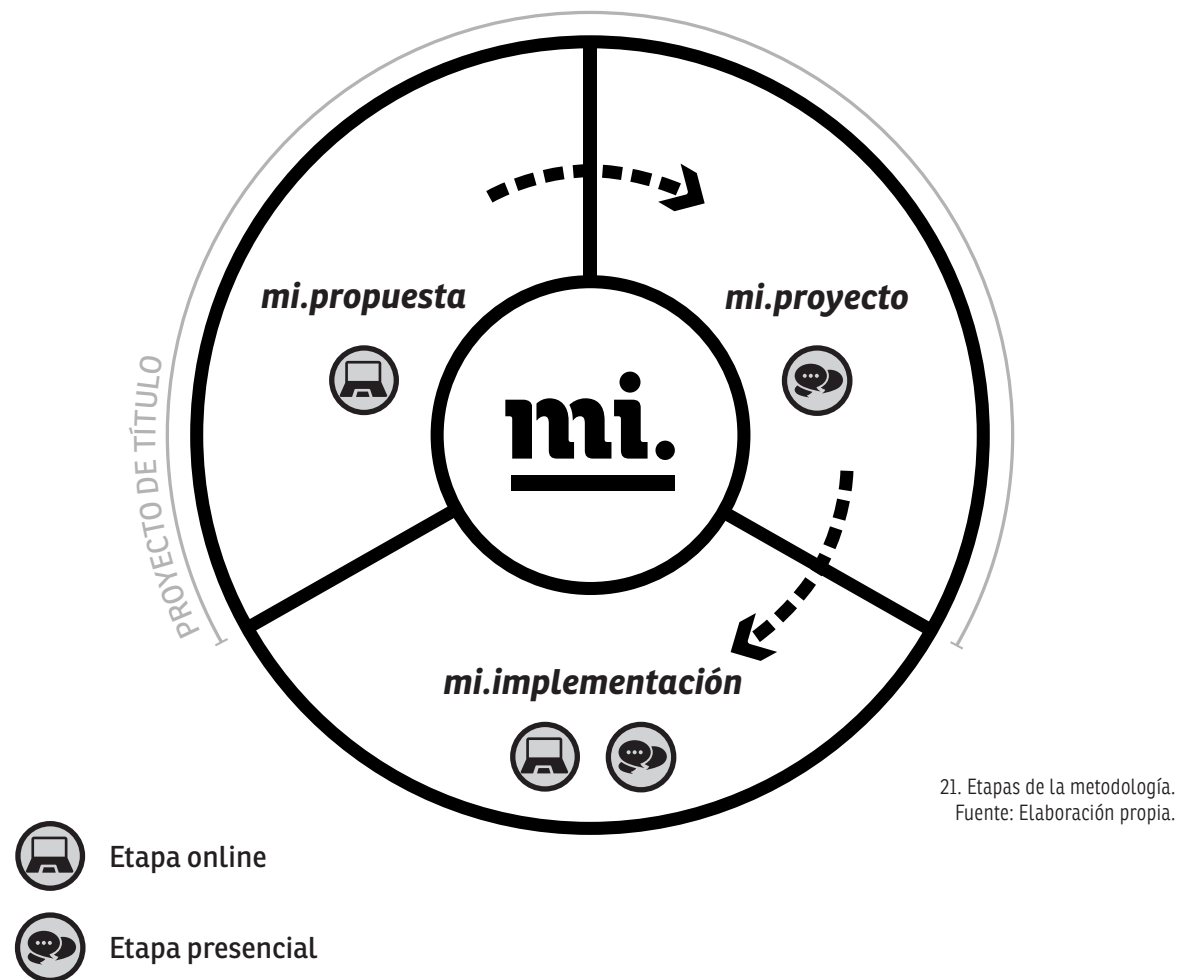 PROYECTO DE TÍTULO
mi.propuesta
mi.proyecto
mi.
mi.implementación
21. Etapas de la metodología.
Fuente: Elaboración propia.
Etapa online
Etapa presencial